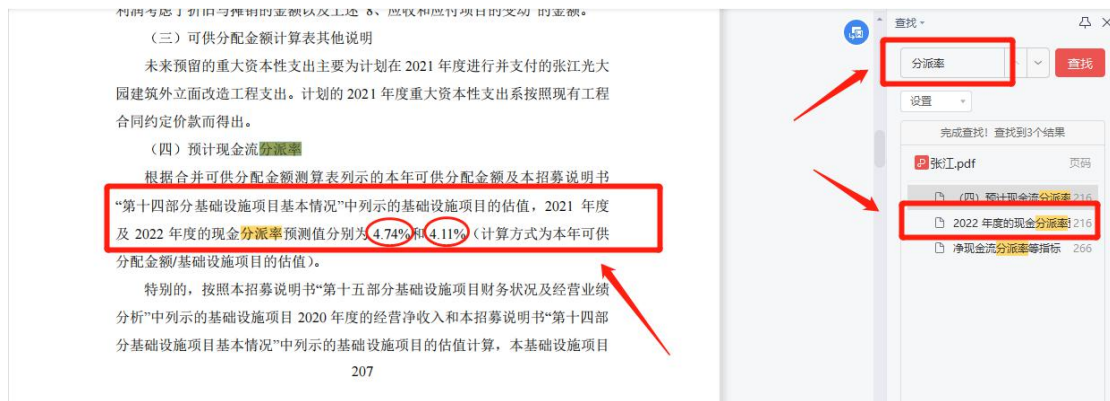 利润考虑了折旧与摊销的金额以及上述“8、应收和应付项目的变动”的金额。
（三）可供分配金额计算表其他说明
未来预留的重大资本性支出主要为计划在 2021 年度进行并支付的张江光大
园建筑外立面改造工程支出。计划的 2021 年度重大资本性支出系按照现有工程
合同约定价款而得出。
（四）预计现金流分派率
根据合并可供分配金额测算表列示的本年可供分配金额及本招募说明书
“第十四部分基础设施项目基本情况”中列示的基础设施项目的估值，2021 年度
及 2022 年度的现金分派率预测值分别为 4.74%和 4.11%（计算方式为本年可供
分配金额/基础设施项目的估值）。
特别的，按照本招募说明书“第十五部分基础设施项目财务状况及经营业绩
分析”中列示的基础设施项目 2020 年度的经营净收入和本招募说明书“第十四部
分基础设施项目基本情况”中列示的基础设施项目的估值计算，本基础设施项目
207
查找
分派率
查找
设置
完成查找！查找到3个结果
张江.pdf 页码
（四）预计现金流分派率 216
2022 年度的现金分派率 216
净现金流分派率等指标 266